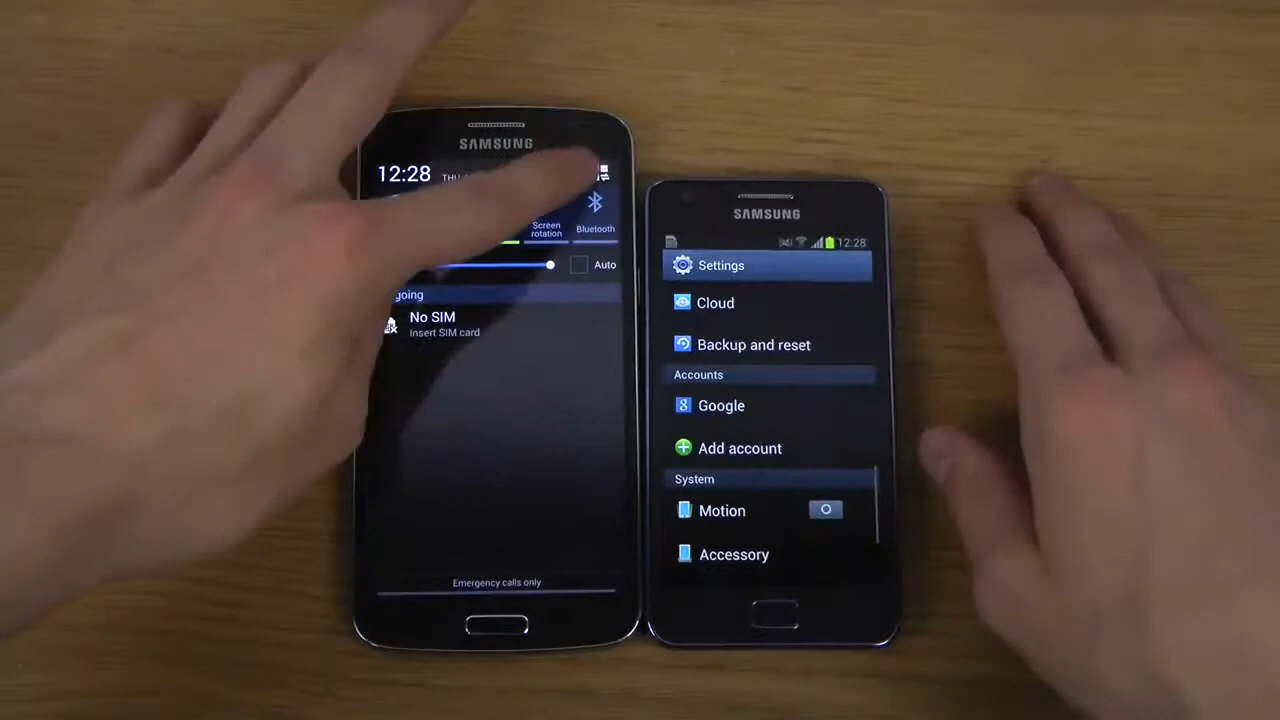 SAMSUNG
12:28
Screen
rotation
Bluetooth
Auto
going
No SIM
Insert SIM card
Emergency calls only
SAMSUNG
12:28
Settings
Cloud
Backup and reset
Accounts
Google
Add account
System
Motion
Accessory